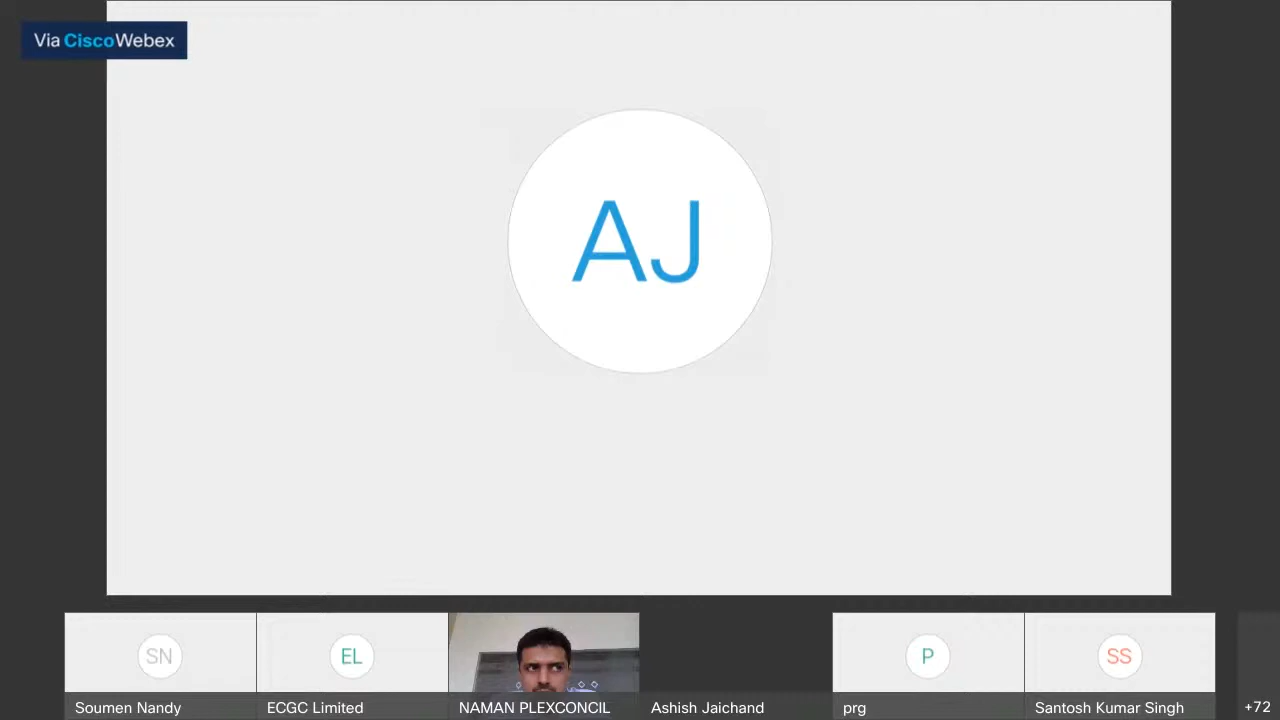 Via CiscoWebex
AJ
SN
EL
P
SS
Soumen Nandy
ECGC Limited
NAMAN PLEXCONCIL
Ashish Jaichand
prg
Santosh Kumar Singh
+72